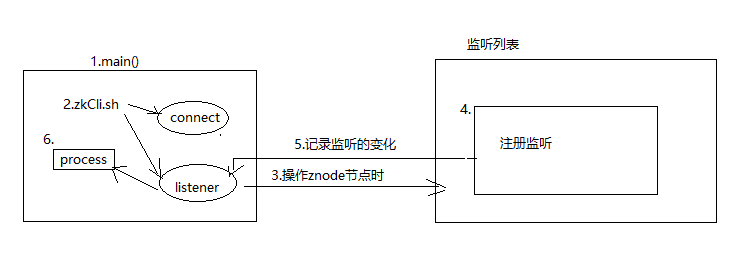 监听列表
1.main()
2.zkCli.sh
connect
4.
注册监听
6.
process
5.记录监听的变化
listener
3.操作znode节点时